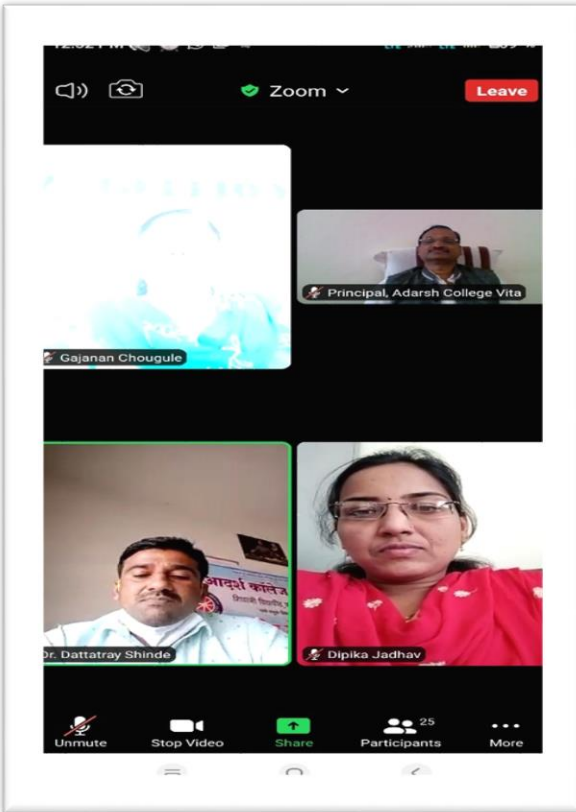 Zoom
Leave
Gajanan Chougule
Principal, Adarsh College Vita
आदर्श कॉलेज
Dr. Dattatray Shinde
Dipika Jadhav
Unmute
Stop Video
Share
Participants
25
More